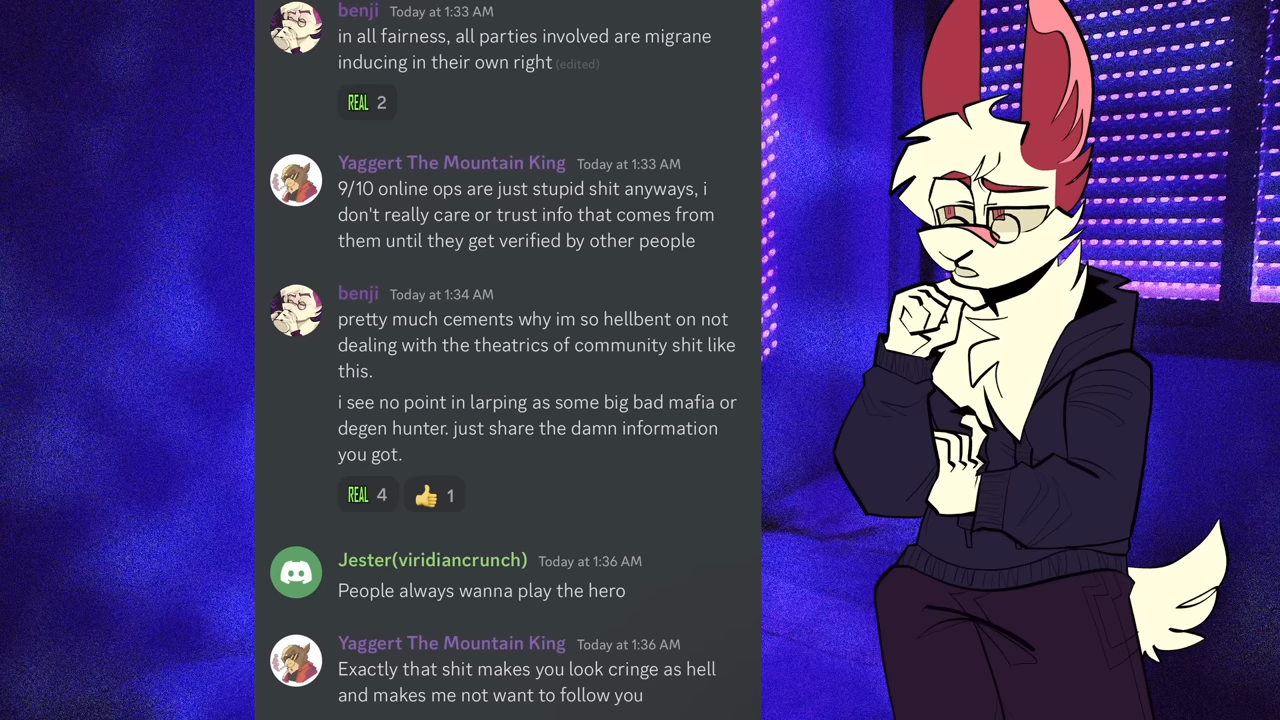 benji Today at 1:33 AM
in all fairness, all parties involved are migrane
inducing in their own right (edited)
REAL 2
Yaggert The Mountain King Today at 1:33 AM
9/10 online ops are just stupid shit anyways, i
don't really care or trust info that comes from
them until they get verified by other people
benji Today at 1:34 AM
pretty much cements why im so hellbent on not
dealing with the theatrics of community shit like
this.
i see no point in larping as some big bad mafia or
degen hunter. just share the damn information
you got.
REAL 4 👍 1
Jester(viridiancrunch) Today at 1:36 AM
People always wanna play the hero
Yaggert The Mountain King Today at 1:36 AM
Exactly that shit makes you look cringe as hell
and makes me not want to follow you